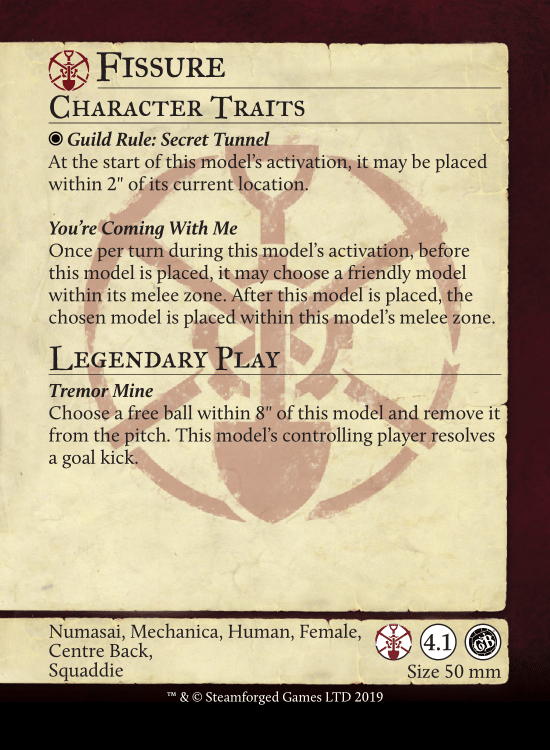 Fissure
Character Traits
Guild Rule: Secret Tunnel
At the start of this model's activation, it may be placed
within 2" of its current location.
You're Coming With Me
Once per turn during this model's activation, before
this model is placed, it may choose a friendly model
within its melee zone. After this model is placed, the
chosen model is placed within this model's melee zone.
Legendary Play
Tremor Mine
Choose a free ball within 8" of this model and remove it
from the pitch. This model's controlling player resolves
a goal kick.
Numasai, Mechanica, Human, Female,
Centre Back,
Squaddie
4.1
GB
Size 50 mm
™ & © Steamforged Games LTD 2019